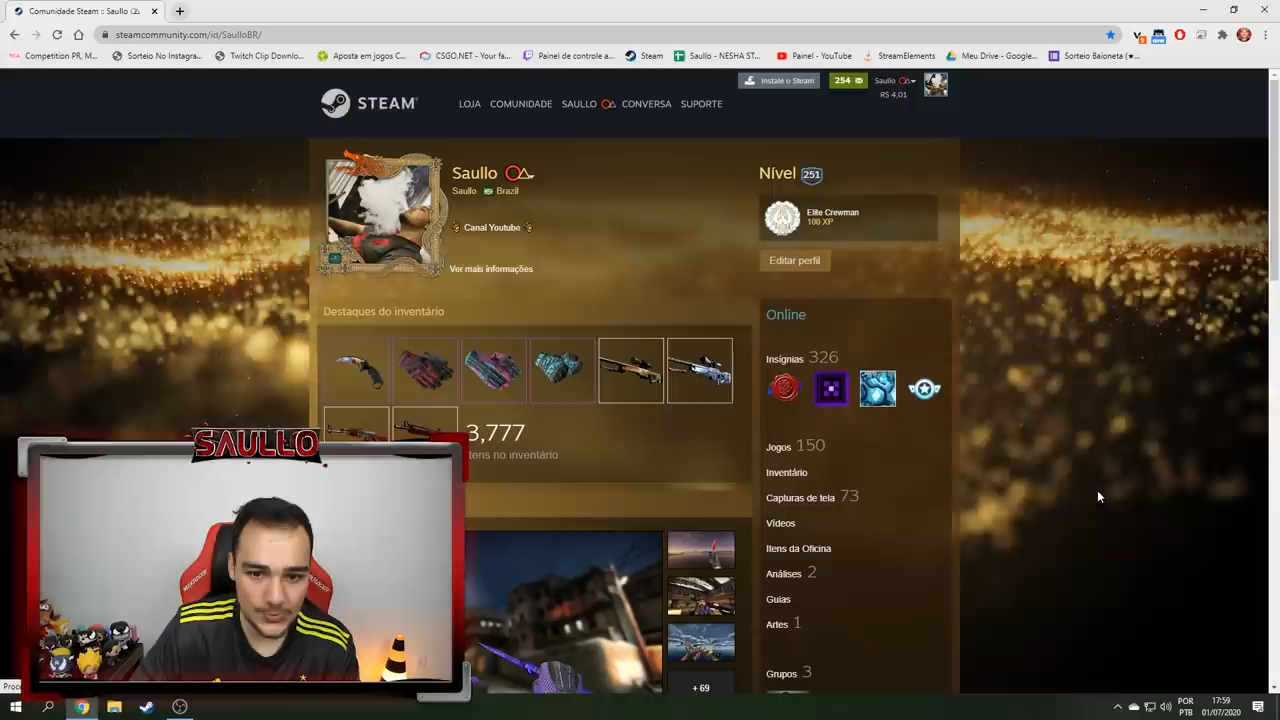 Comunidade Steam :: Saullo
steamcommunity.com/id/SaulloBR/
Competition PR, M...
Sorteio No Instagra...
Twitch Clip Downlo...
Aposta em jogos C...
CSGO.NET - Your fa...
Painel de controle a...
Steam
Saullo - NESHA ST...
Painel - YouTube
StreamElements
Meu Drive - Google...
Sorteio Baioneta (★...
Instale o Steam
254
Saullo
R$ 4,01
STEAM
LOJA COMUNIDADE SAULLO CONVERSA SUPORTE
Saullo
Saullo Brazil
Canal Youtube
Ver mais informações
Nível 251
Elite Crewman
100 XP
Editar perfil
Destaques do inventário
3,777
itens no inventário
Online
Insígnias 326
Jogos 150
Inventário
Capturas de tela 73
Vídeos
Itens da Oficina
Análises 2
Guias
Artes 1
Grupos 3
+ 69
SAULLO
MAXRACER
POR
PTB
17:59
01/07/2020